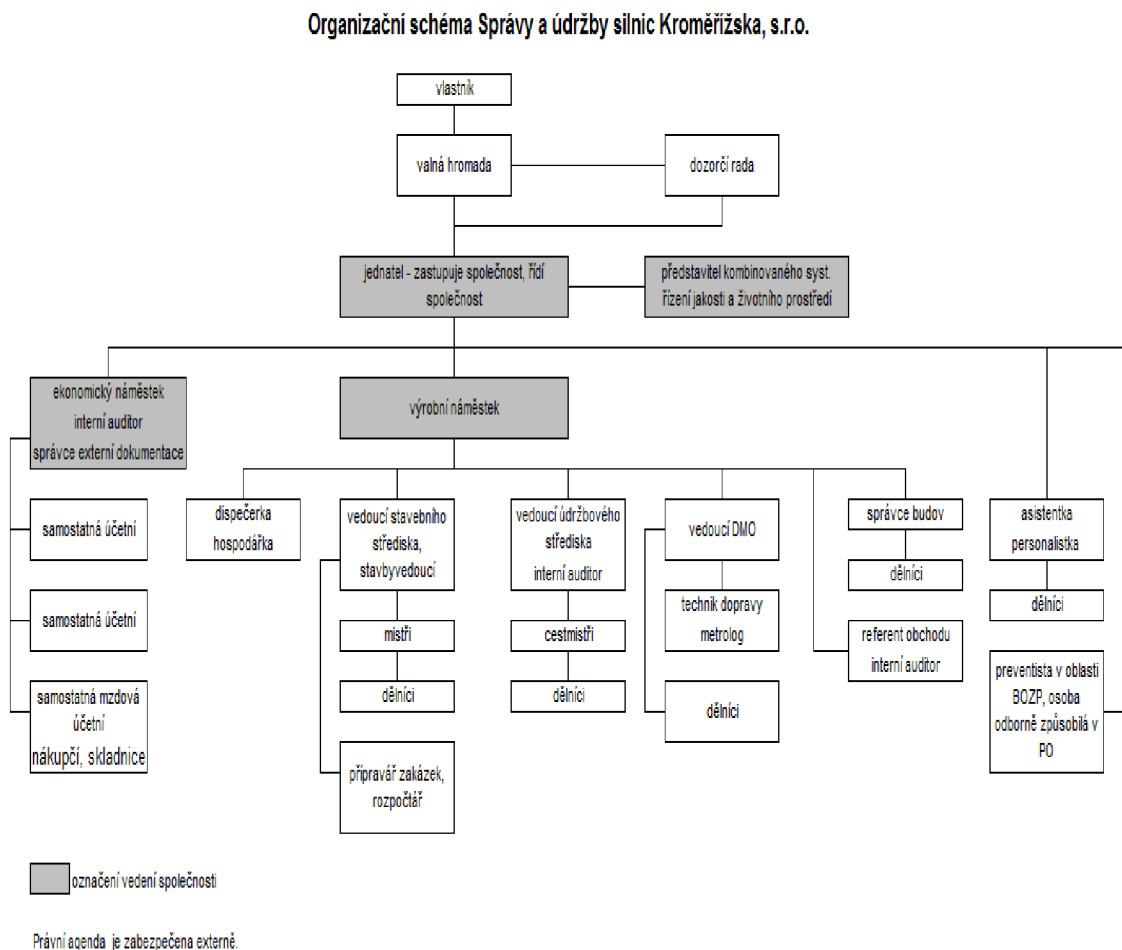 Organizační schéma Správy a údržby silnic Kroměřížska, s.r.o.
vlastník
valná hromada
dozorčí rada
jednatel - zastupuje společnost, řídí
společnost
představitel kombinovaného syst.
řízení jakosti a životního prostředí
ekonomický náměstek
interní auditor
správce externí dokumentace
výrobní náměstek
samostatná účetní
dispečerka
hospodářka
vedoucí stavebního
střediska,
stavbyvedoucí
vedoucí údržbového
střediska
interní auditor
vedoucí DMO
správce budov
asistentka
personalistka
dělníci
technik dopravy
metrolog
dělníci
samostatná účetní
mistři
cestmistři
referent obchodu
interní auditor
preventista v oblasti
BOZP, osoba
odborně způsobilá v
PO
samostatná mzdová
účetní
nákupčí, skladnice
dělníci
dělníci
dělníci
přípravář zakázek,
rozpočtář
označení vedení společnosti
Právní agenda je zabezpečena externě.